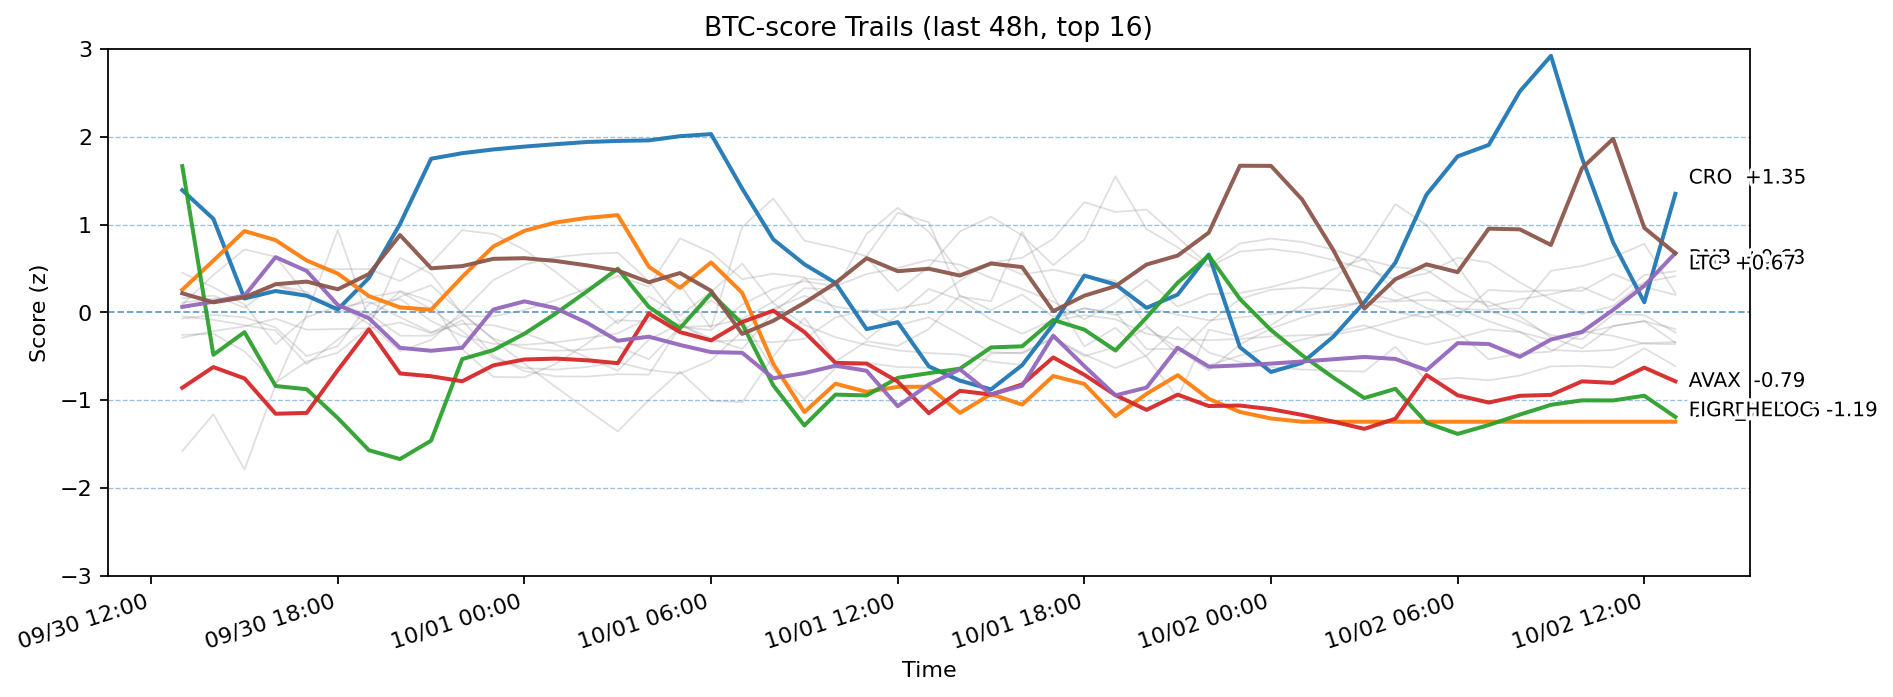 BTC-score Trails (last 48h, top 16)
3
2
1
0
−1
−2
−3
Score (z)
CRO +1.35
LTC +0.67
AVAX -0.79
-1.19
09/30 12:00
09/30 18:00
10/01 00:00
10/01 06:00
10/01 12:00
10/01 18:00
10/02 00:00
10/02 06:00
10/02 12:00
Time